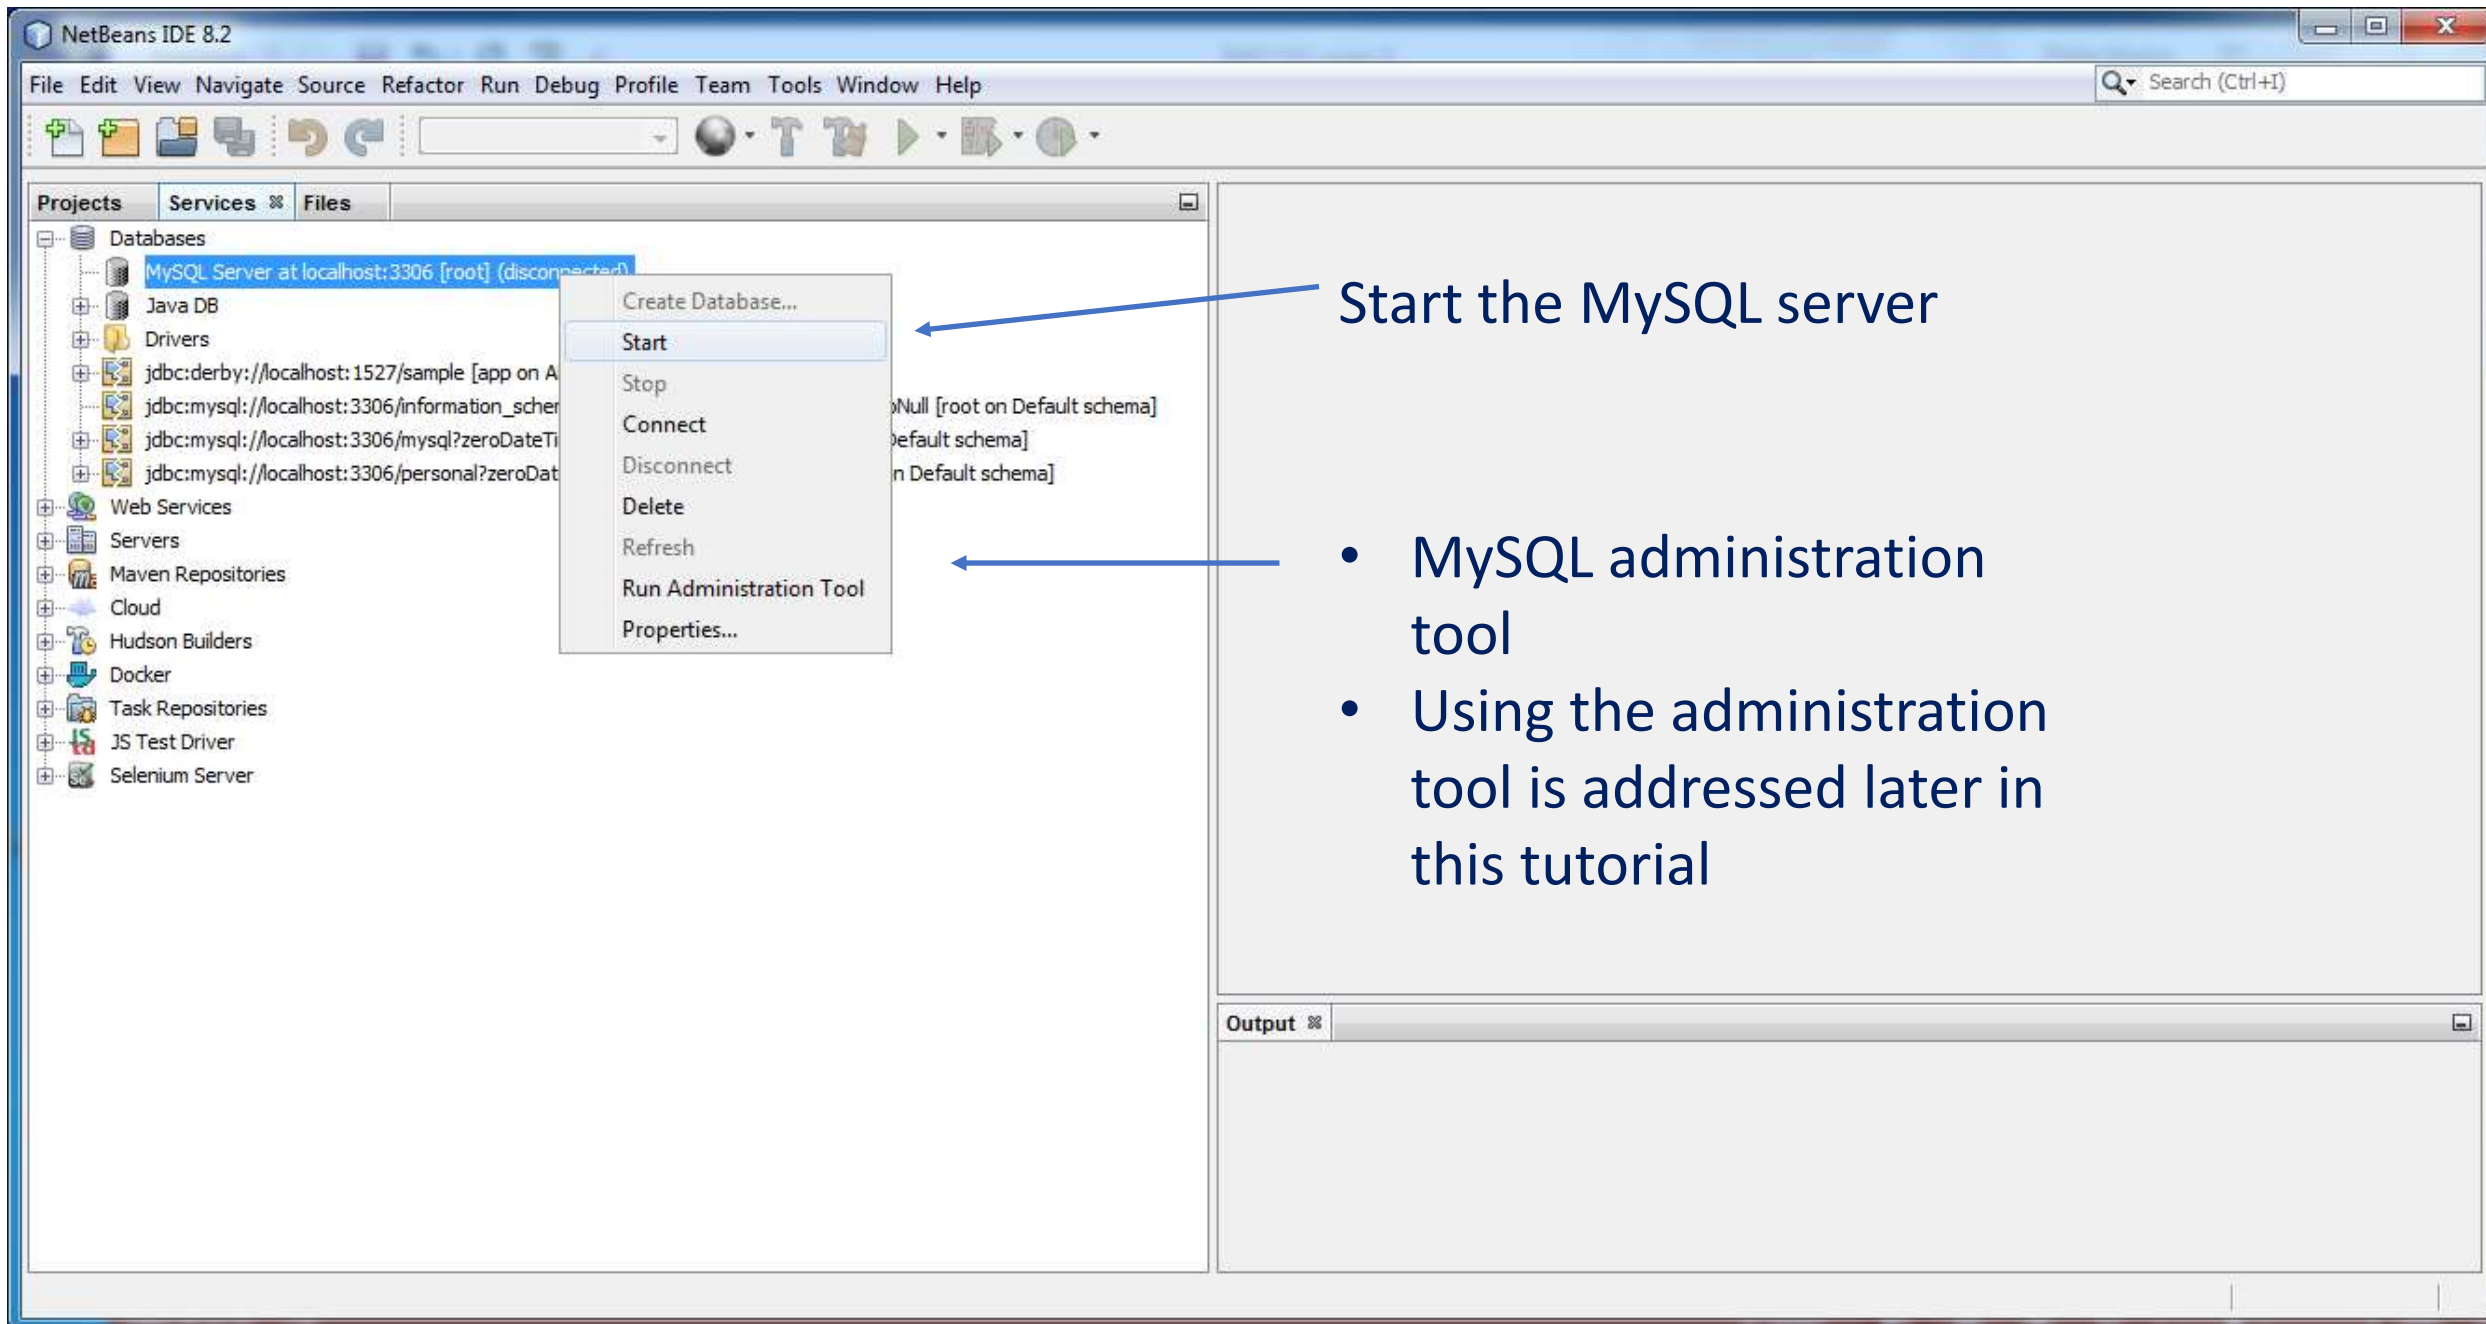 NetBeans IDE 8.2
File Edit View Navigate Source Refactor Run Debug Profile Team Tools Window Help
Search (Ctrl+I)
Projects Services Files
Databases
MySQL Server at localhost:3306 [root] (disconnected)
Java DB
Drivers
jdbc:derby://localhost:1527/sample [app on A
jdbc:mysql://localhost:3306/information_scher
Null [root on Default schema]
jdbc:mysql://localhost:3306/mysql?zeroDateTi
Default schema]
jdbc:mysql://localhost:3306/personal?zeroDat
n Default schema]
Web Services
Servers
Maven Repositories
Cloud
Hudson Builders
Docker
Task Repositories
JS Test Driver
Selenium Server
Create Database...
Start
Stop
Connect
Disconnect
Delete
Refresh
Run Administration Tool
Properties...
Start the MySQL server
• MySQL administration
tool
• Using the administration
tool is addressed later in
this tutorial
Output